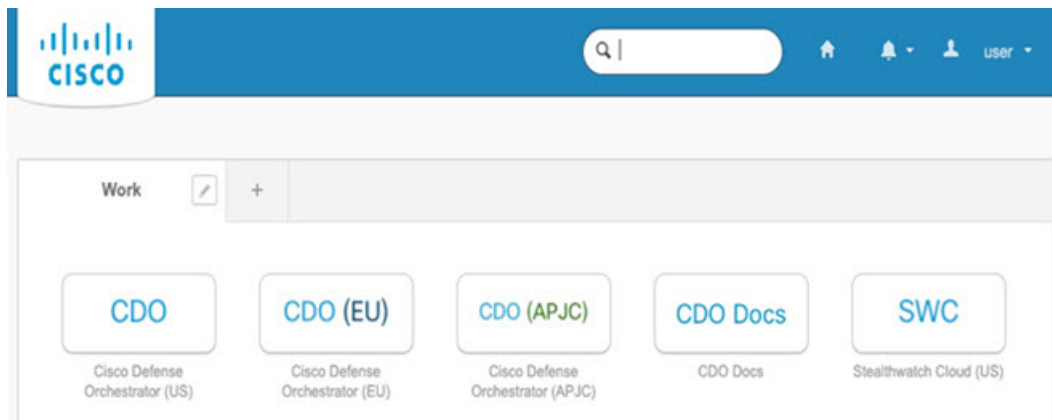 CISCO
user
Work
+
CDO
CDO (EU)
CDO (APJC)
CDO Docs
SWC
Cisco Defense
Orchestrator (US)
Cisco Defense
Orchestrator (EU)
Cisco Defense
Orchestrator (APJC)
CDO Docs
Stealthwatch Cloud (US)